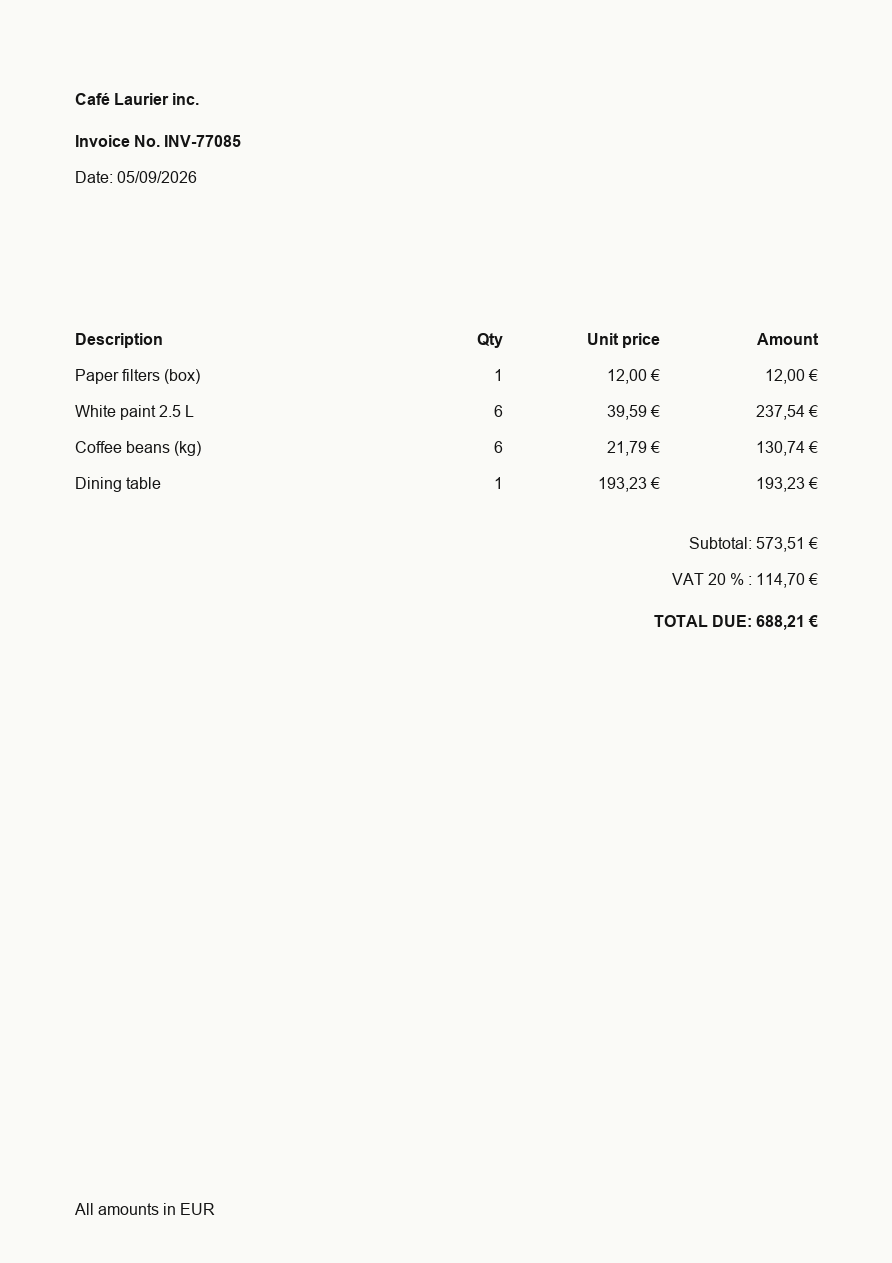 Café Laurier inc.
Invoice No. INV-77085
Date: 05/09/2026
Description Qty Unit price Amount
Paper filters (box) 1 12,00 € 12,00 €
White paint 2.5 L 6 39,59 € 237,54 €
Coffee beans (kg) 6 21,79 € 130,74 €
Dining table 1 193,23 € 193,23 €
Subtotal: 573,51 €
VAT 20 % : 114,70 €
TOTAL DUE: 688,21 €
All amounts in EUR